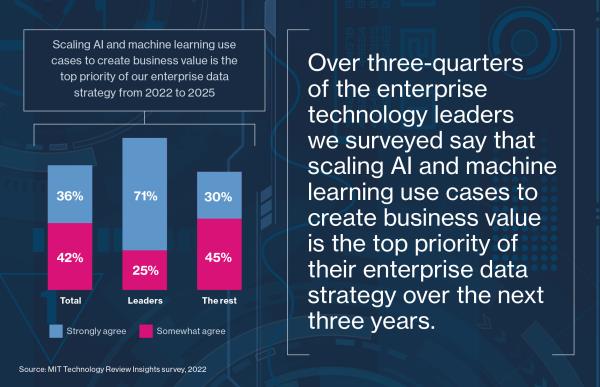 Scaling AI and machine learning use
cases to create business value is the
top priority of our enterprise data
strategy from 2022 to 2025
36%
42%
71%
25%
30%
45%
Total
Leaders
The rest
Strongly agree
Somewhat agree
Source: MIT Technology Review Insights survey, 2022
Over three-quarters
of the enterprise
technology leaders
we surveyed say that
scaling AI and machine
learning use cases to
create business value
is the top priority of
their enterprise data
strategy over the next
three years.